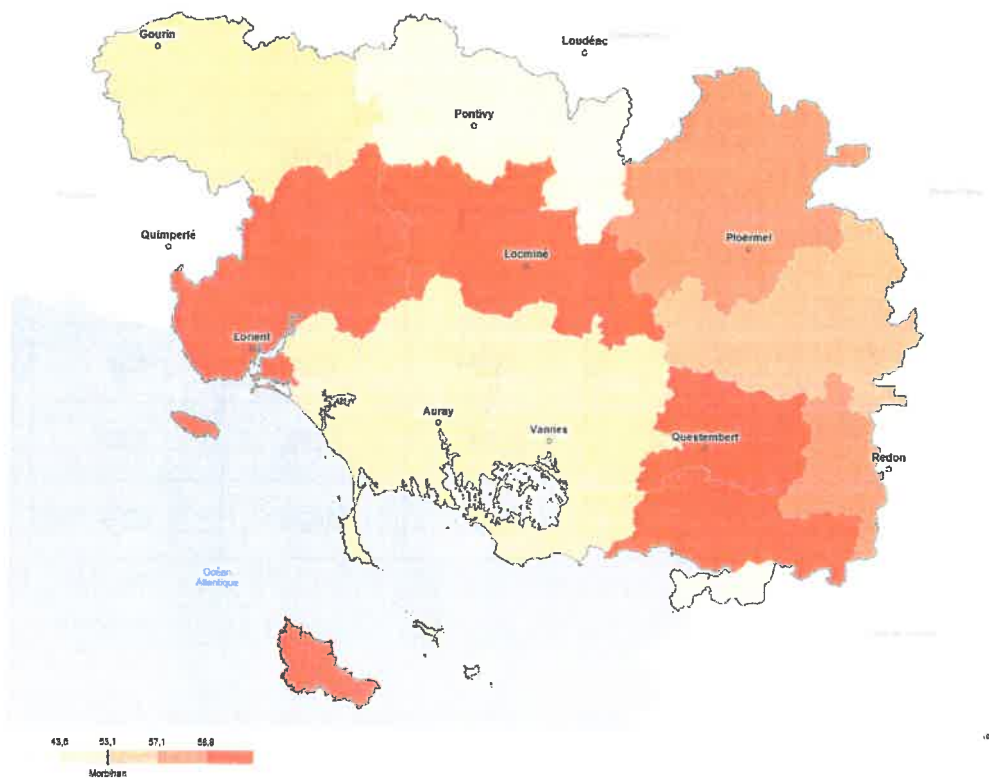 Gourin
Loudéac
Pontivy
Quimperlé
Ploërmel
Locminé
Lorient
Auray
Vannes
Questembert
Redon
Océan
Atlantique
43,6 53,1 57,1 58,8
Morbihan